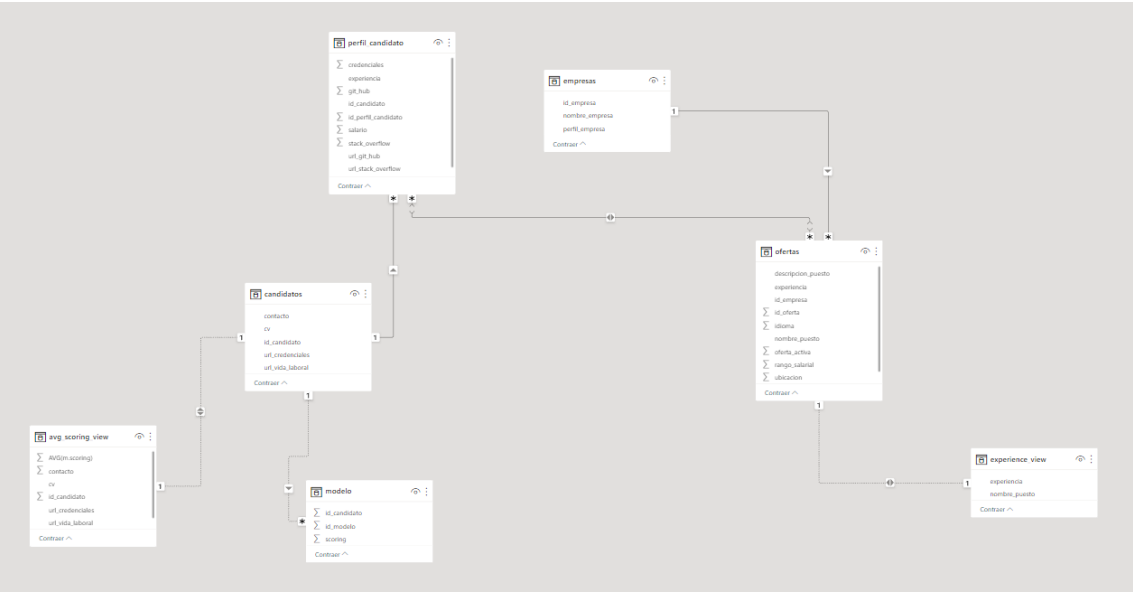 perfil_candidato
credenciales
experiencia
git_hub
id_candidato
id_perfil_candidato
salario
stack_overflow
url_git_hub
url_stack_overflow
Contraer
empresas
id_empresa
nombre_empresa
perfil_empresa
Contraer
1
*
*
*
*
ofertas
descripcion_puesto
experiencia
id_empresa
id_oferta
idioma
nombre_puesto
oferta_activa
rango_salarial
ubicacion
Contraer
1
candidatos
contacto
cv
id_candidato
url_credenciales
url_vida_laboral
Contraer
1
1
1
avg_scoring_view
AVG(m.scoring)
contacto
cv
id_candidato
url_credenciales
url_vida_laboral
Contraer
1
modelo
id_candidato
id_modelo
scoring
Contraer
*
experience_view
experiencia
nombre_puesto
Contraer
1